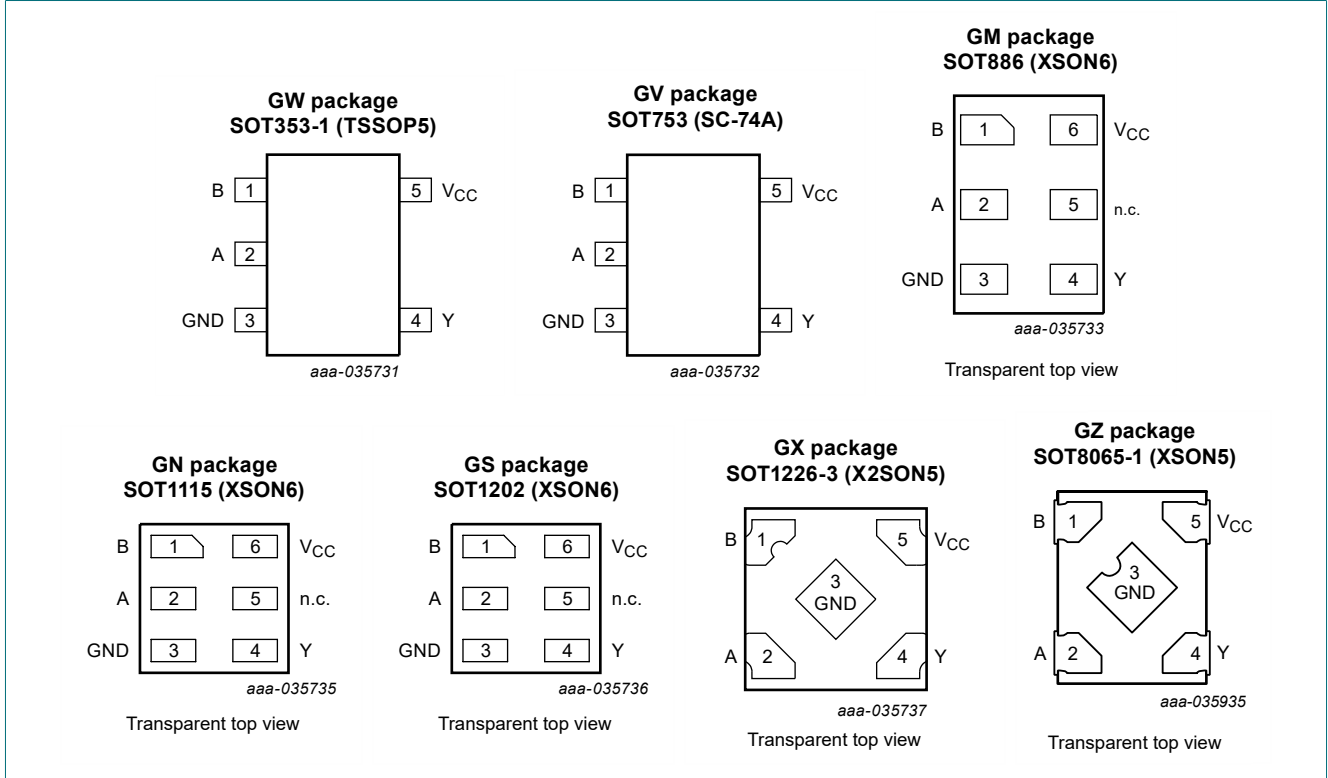 GW package
SOT353-1 (TSSOP5)
B 1 5 VCC
A 2
GND 3 4 Y
aaa-035731
GV package
SOT753 (SC-74A)
B 1 5 VCC
A 2
GND 3 4 Y
aaa-035732
GM package
SOT886 (XSON6)
B 1 6 VCC
A 2 5 n.c.
GND 3 4 Y
aaa-035733
Transparent top view
GN package
SOT1115 (XSON6)
B 1 6 VCC
A 2 5 n.c.
GND 3 4 Y
aaa-035735
Transparent top view
GS package
SOT1202 (XSON6)
B 1 6 VCC
A 2 5 n.c.
GND 3 4 Y
aaa-035736
Transparent top view
GX package
SOT1226-3 (X2SON5)
B 1 5 VCC
3
GND
A 2 4 Y
aaa-035737
Transparent top view
GZ package
SOT8065-1 (XSON5)
B 1 5 VCC
3
GND
A 2 4 Y
aaa-035935
Transparent top view